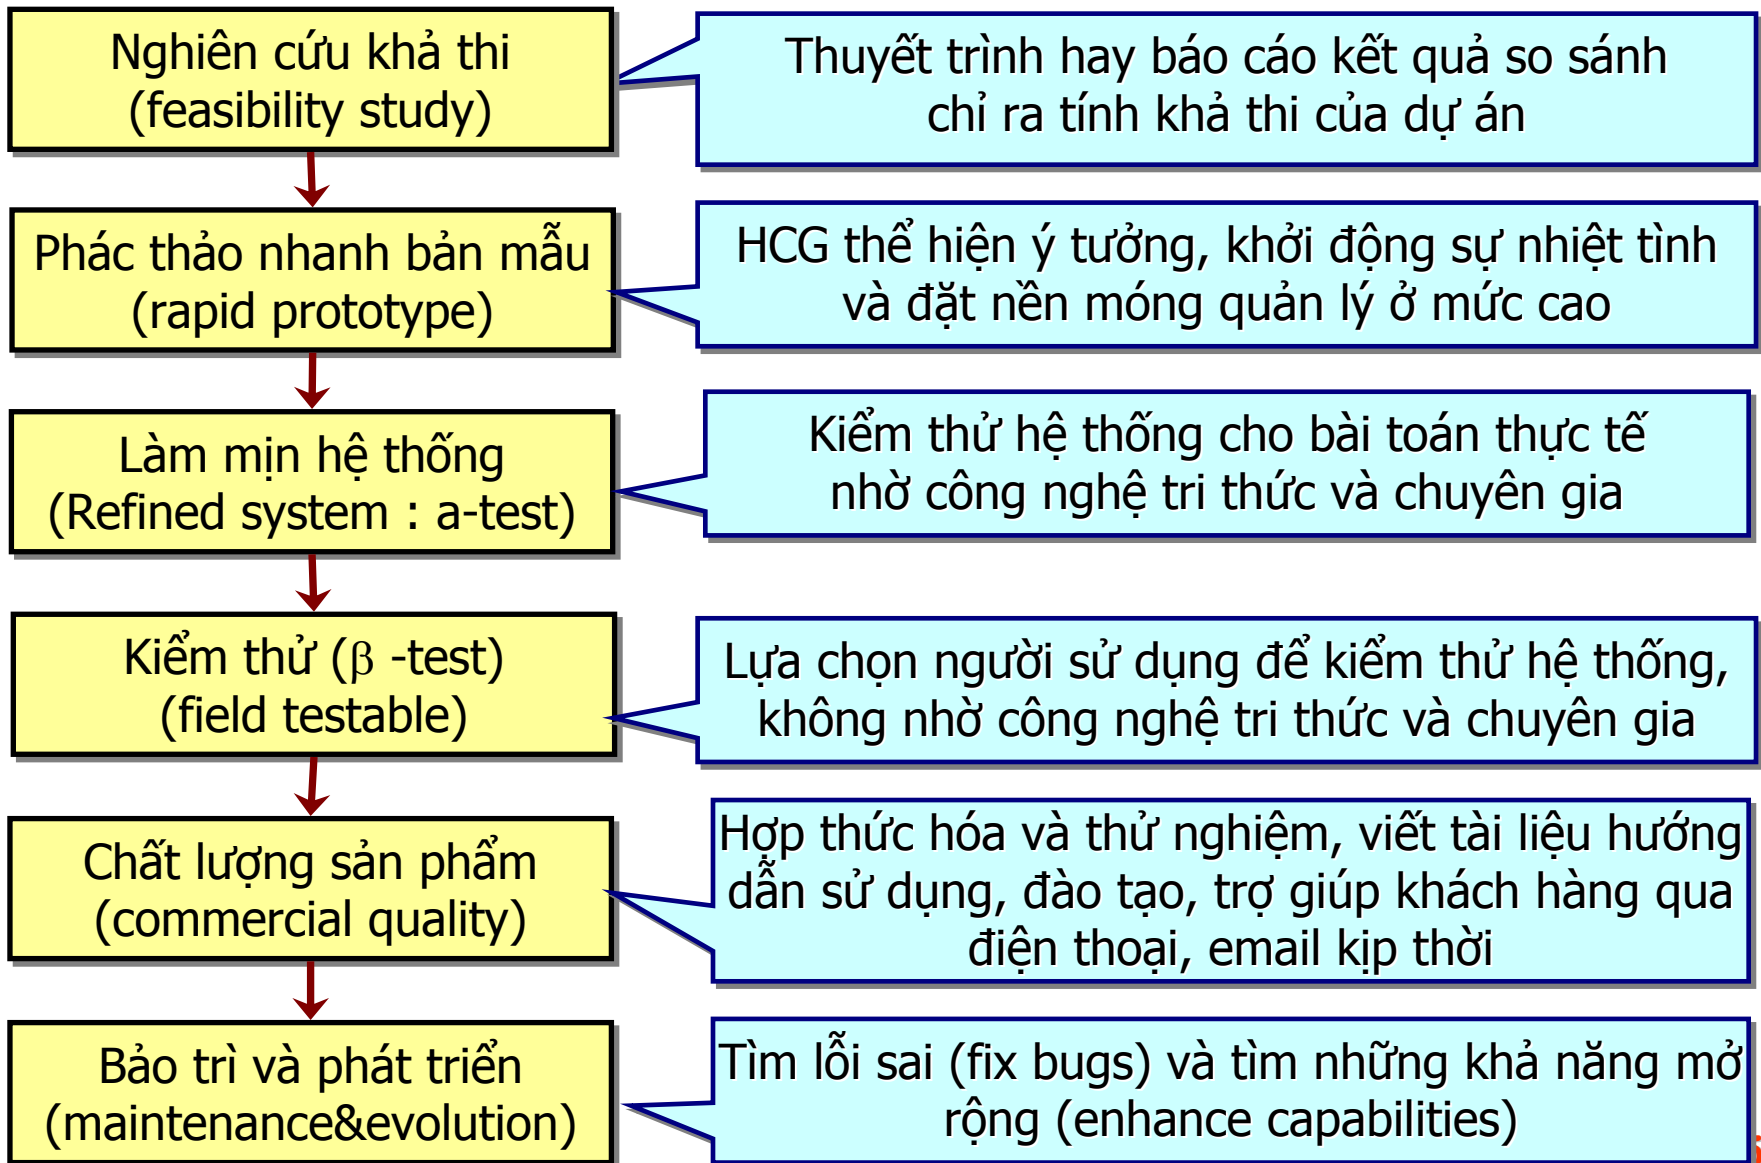 Nghiên cứu khả thi
(feasibility study)
Thuyết trình hay báo cáo kết quả so sánh
chỉ ra tính khả thi của dự án
Phác thảo nhanh bản mẫu
(rapid prototype)
HCG thể hiện ý tưởng, khởi động sự nhiệt tình
và đặt nền móng quản lý ở mức cao
Làm mịn hệ thống
(Refined system : a-test)
Kiểm thử hệ thống cho bài toán thực tế
nhờ công nghệ tri thức và chuyên gia
Kiểm thử (β -test)
(field testable)
Lựa chọn người sử dụng để kiểm thử hệ thống,
không nhờ công nghệ tri thức và chuyên gia
Chất lượng sản phẩm
(commercial quality)
Hợp thức hóa và thử nghiệm, viết tài liệu hướng
dẫn sử dụng, đào tạo, trợ giúp khách hàng qua
điện thoại, email kịp thời
Bảo trì và phát triển
(maintenance&evolution)
Tìm lỗi sai (fix bugs) và tìm những khả năng mở
rộng (enhance capabilities)